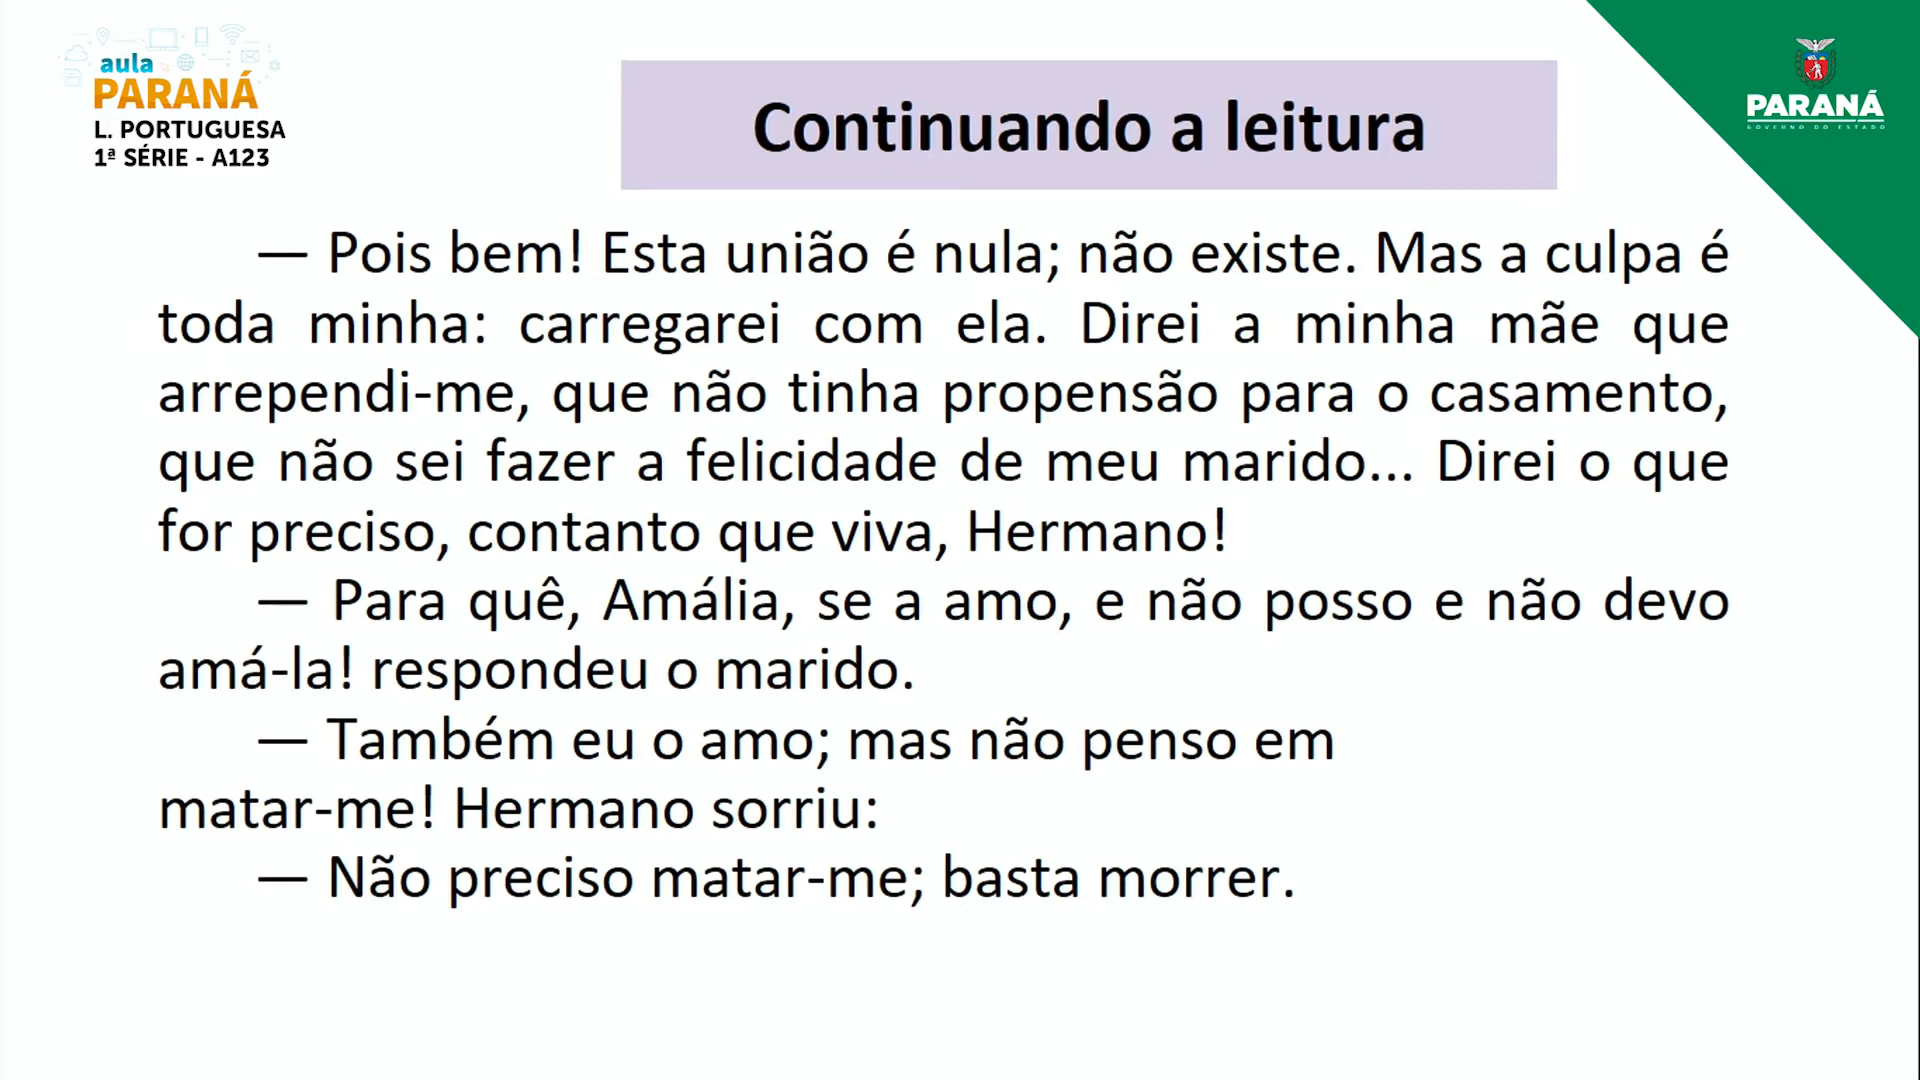 aula
PARANÁ
L. PORTUGUESA
1ª SÉRIE - A123
Continuando a leitura
PARANÁ
GOVERNO DO ESTADO
— Pois bem! Esta união é nula; não existe. Mas a culpa é
toda minha: carregarei com ela. Direi a minha mãe que
arrependi-me, que não tinha propensão para o casamento,
que não sei fazer a felicidade de meu marido... Direi o que
for preciso, contanto que viva, Hermano!
— Para quê, Amália, se a amo, e não posso e não devo
amá-la! respondeu o marido.
— Também eu o amo; mas não penso em
matar-me! Hermano sorriu:
— Não preciso matar-me; basta morrer.